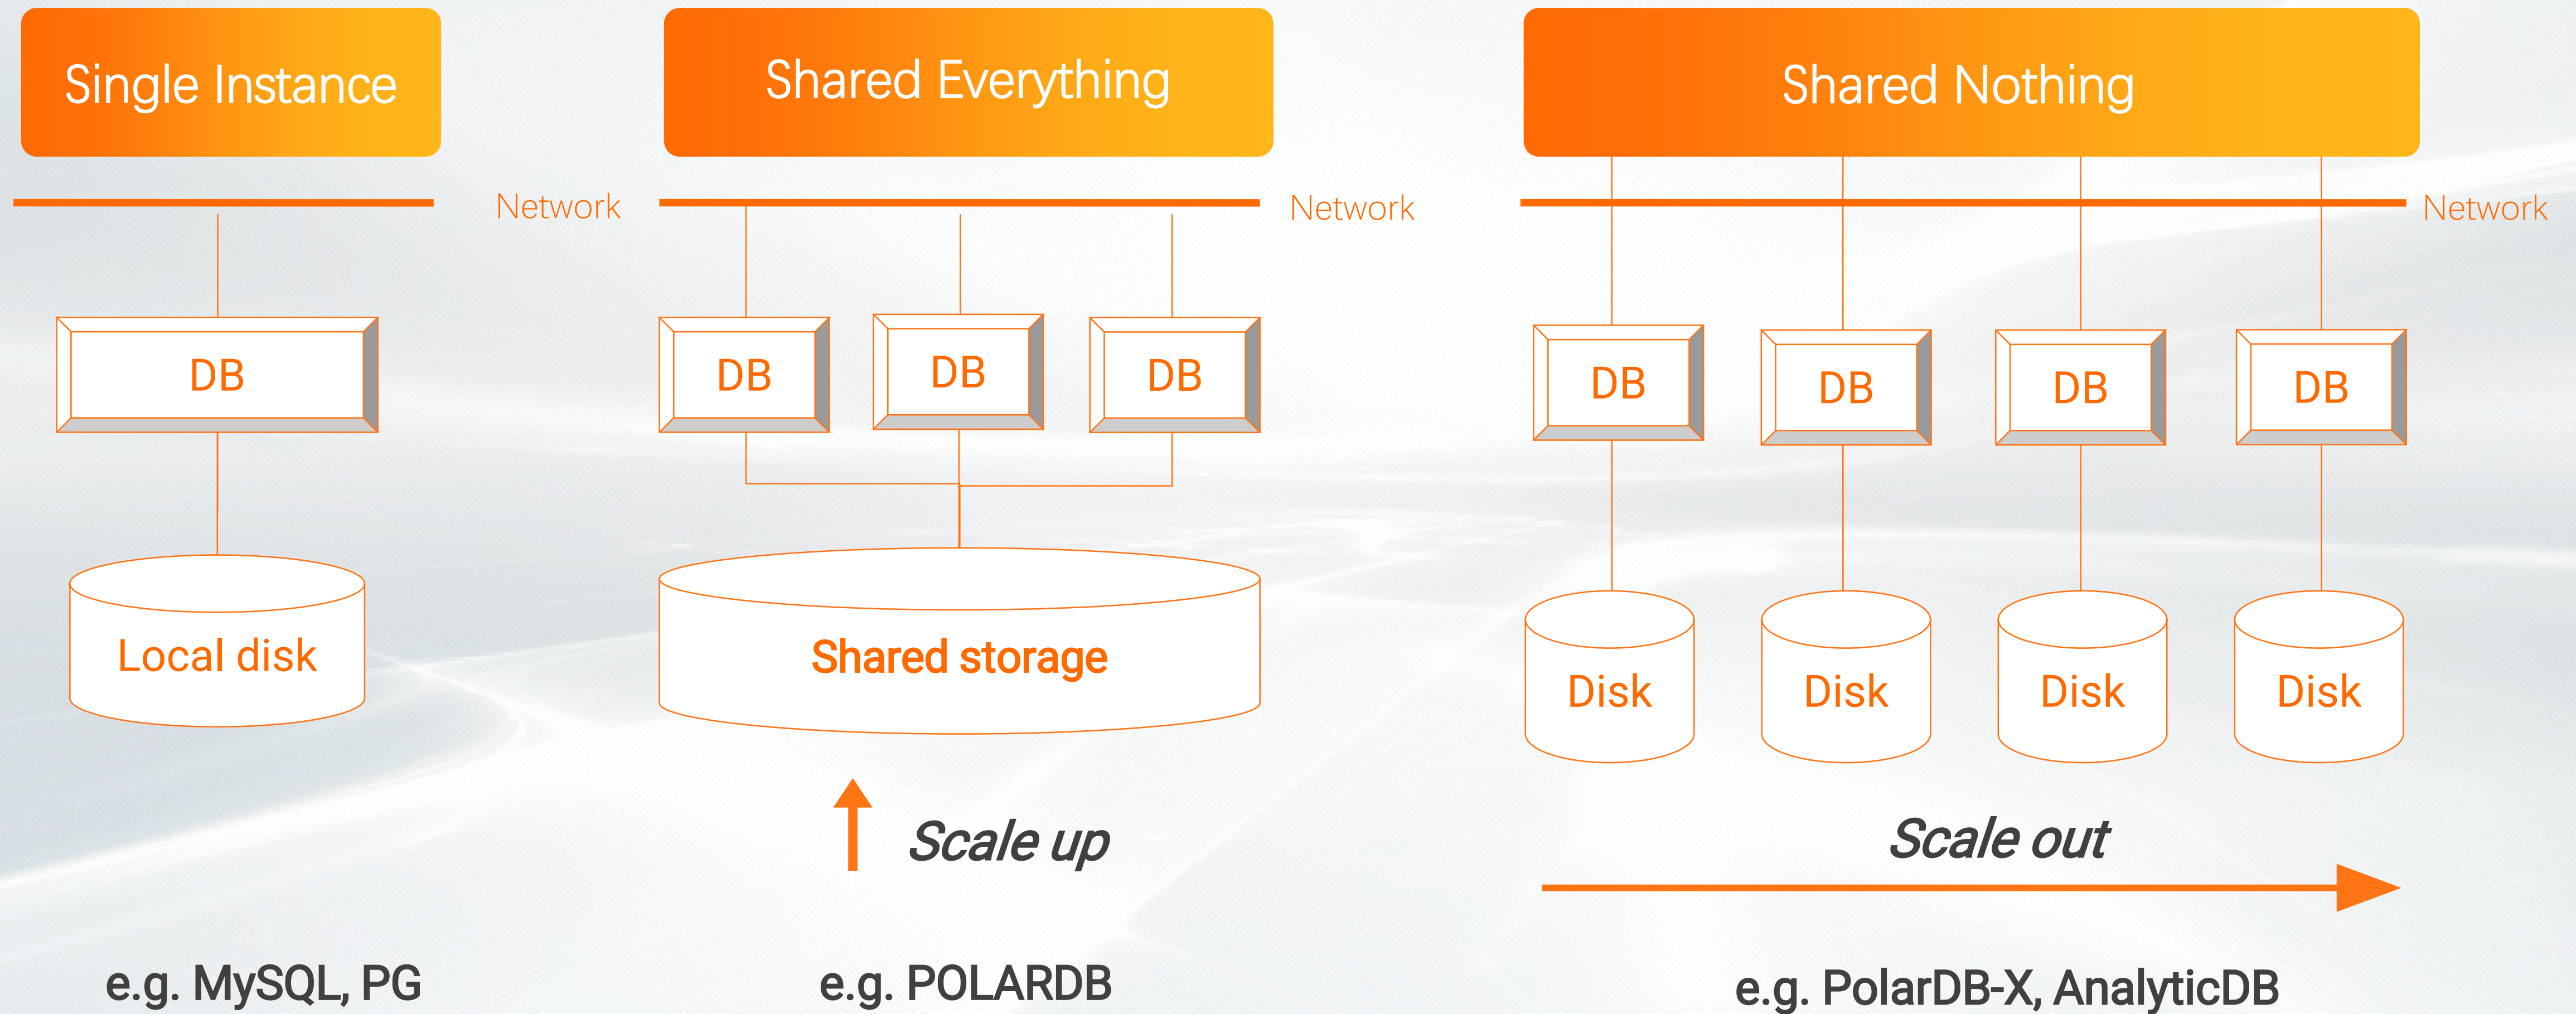 Single Instance
Shared Everything
Shared Nothing
Network
Network
Network
DB
DB
DB
DB
DB
DB
DB
DB
Local disk
Shared storage
Disk
Disk
Disk
Disk
Scale up
Scale out
e.g. MySQL, PG
e.g. POLARDB
e.g. PolarDB-X, AnalyticDB